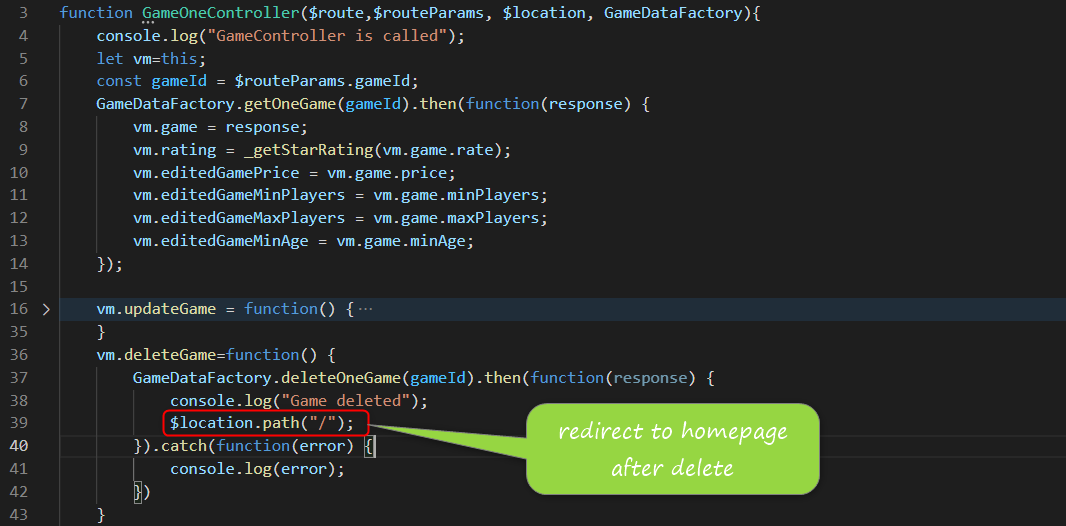 3 function GameOneController($route,$routeParams, $location, GameDataFactory){
4 console.log("GameController is called");
5 let vm=this;
6 const gameId = $routeParams.gameId;
7 GameDataFactory.getOneGame(gameId).then(function(response) {
8 vm.game = response;
9 vm.rating = _getStarRating(vm.game.rate);
10 vm.editedGamePrice = vm.game.price;
11 vm.editedGameMinPlayers = vm.game.minPlayers;
12 vm.editedGameMaxPlayers = vm.game.maxPlayers;
13 vm.editedGameMinAge = vm.game.minAge;
14 });
15
16 > vm.updateGame = function() {···
35 }
36 vm.deleteGame=function() {
37 GameDataFactory.deleteOneGame(gameId).then(function(response) {
38 console.log("Game deleted");
39 $location.path("/");
40 }).catch(function(error) {
41 console.log(error);
42 })
43 }
redirect to homepage
after delete